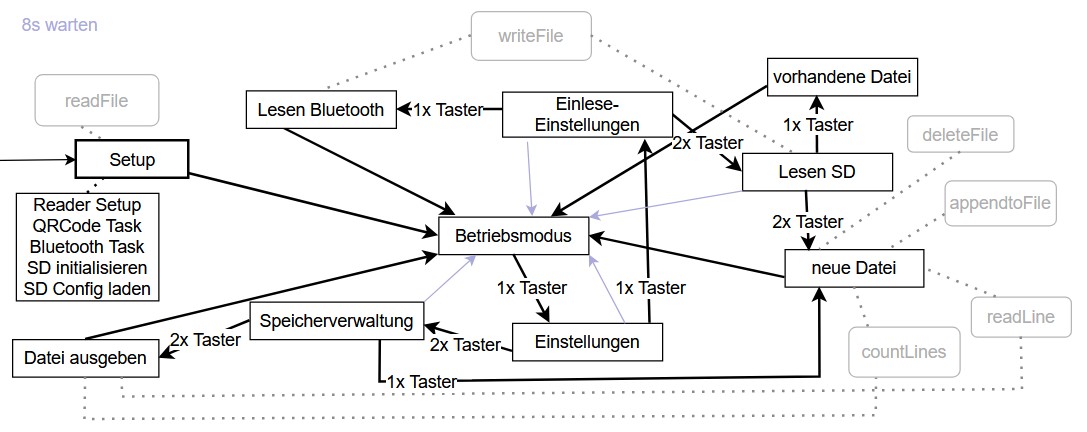 8s warten
writeFile
readFile
vorhandene Datei
Lesen Bluetooth
1x Taster
Einlese-
Einstellungen
1x Taster
deleteFile
2x Taster
Setup
Lesen SD
Reader Setup
QRCode Task
Bluetooth Task
SD initialisieren
SD Config laden
appendtoFile
2x Taster
Betriebsmodus
neue Datei
1x Taster
1x Taster
Speicherverwaltung
readLine
2x Taster
Einstellungen
2x Taster
Datei ausgeben
countLines
1x Taster